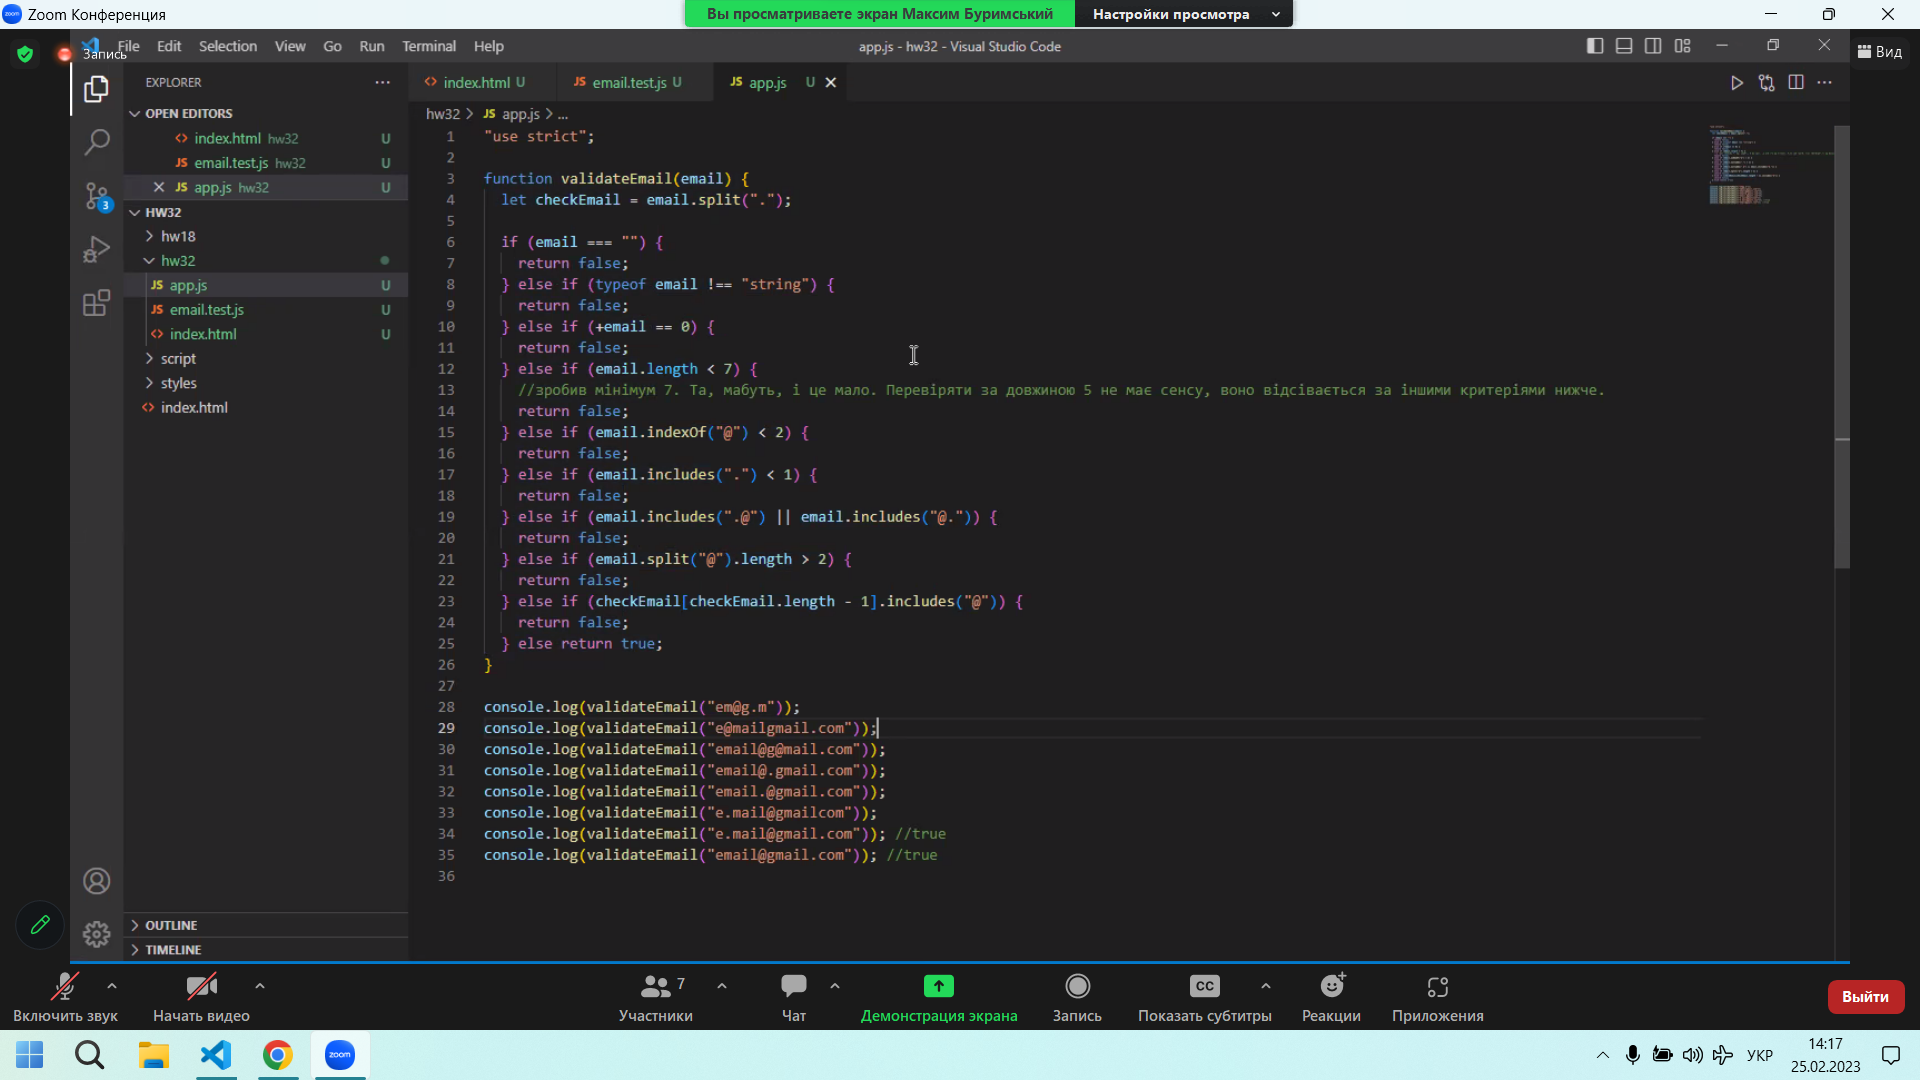 Zoom Конференция
Вы просматриваете экран Максим Буримський
Настройки просмотра
Запись
File Edit Selection View Go Run Terminal Help
app.js - hw32 - Visual Studio Code
Вид
EXPLORER
index.html U
email.test.js U
app.js U
OPEN EDITORS
index.html hw32 U
email.test.js hw32 U
app.js hw32 U
HW32
hw18
hw32
app.js U
email.test.js U
index.html U
script
styles
index.html
OUTLINE
TIMELINE
3
hw32 > JS app.js > ...
1 "use strict";
2
3 function validateEmail(email) {
4 let checkEmail = email.split(".");
5
6 if (email === "") {
7 return false;
8 } else if (typeof email !== "string") {
9 return false;
10 } else if (+email == 0) {
11 return false;
12 } else if (email.length < 7) {
13 //зробив мінімум 7. Та, мабуть, і це мало. Перевіряти за довжиною 5 не має сенсу, воно відсівається за іншими критеріями нижче.
14 return false;
15 } else if (email.indexOf("@") < 2) {
16 return false;
17 } else if (email.includes(".") < 1) {
18 return false;
19 } else if (email.includes(".@") || email.includes("@.")) {
20 return false;
21 } else if (email.split("@").length > 2) {
22 return false;
23 } else if (checkEmail[checkEmail.length - 1].includes("@")) {
24 return false;
25 } else return true;
26 }
27
28 console.log(validateEmail("em@g.m"));
29 console.log(validateEmail("e@mailgmail.com"));
30 console.log(validateEmail("email@g@mail.com"));
31 console.log(validateEmail("email@.gmail.com"));
32 console.log(validateEmail("email.@gmail.com"));
33 console.log(validateEmail("e.mail@gmailcom"));
34 console.log(validateEmail("e.mail@gmail.com")); //true
35 console.log(validateEmail("email@gmail.com")); //true
36
Включить звук
Начать видео
7
Участники
Чат
Демонстрация экрана
Запись
CC
Показать субтитры
Реакции
Приложения
Выйти
zoom
УКР
14:17
25.02.2023